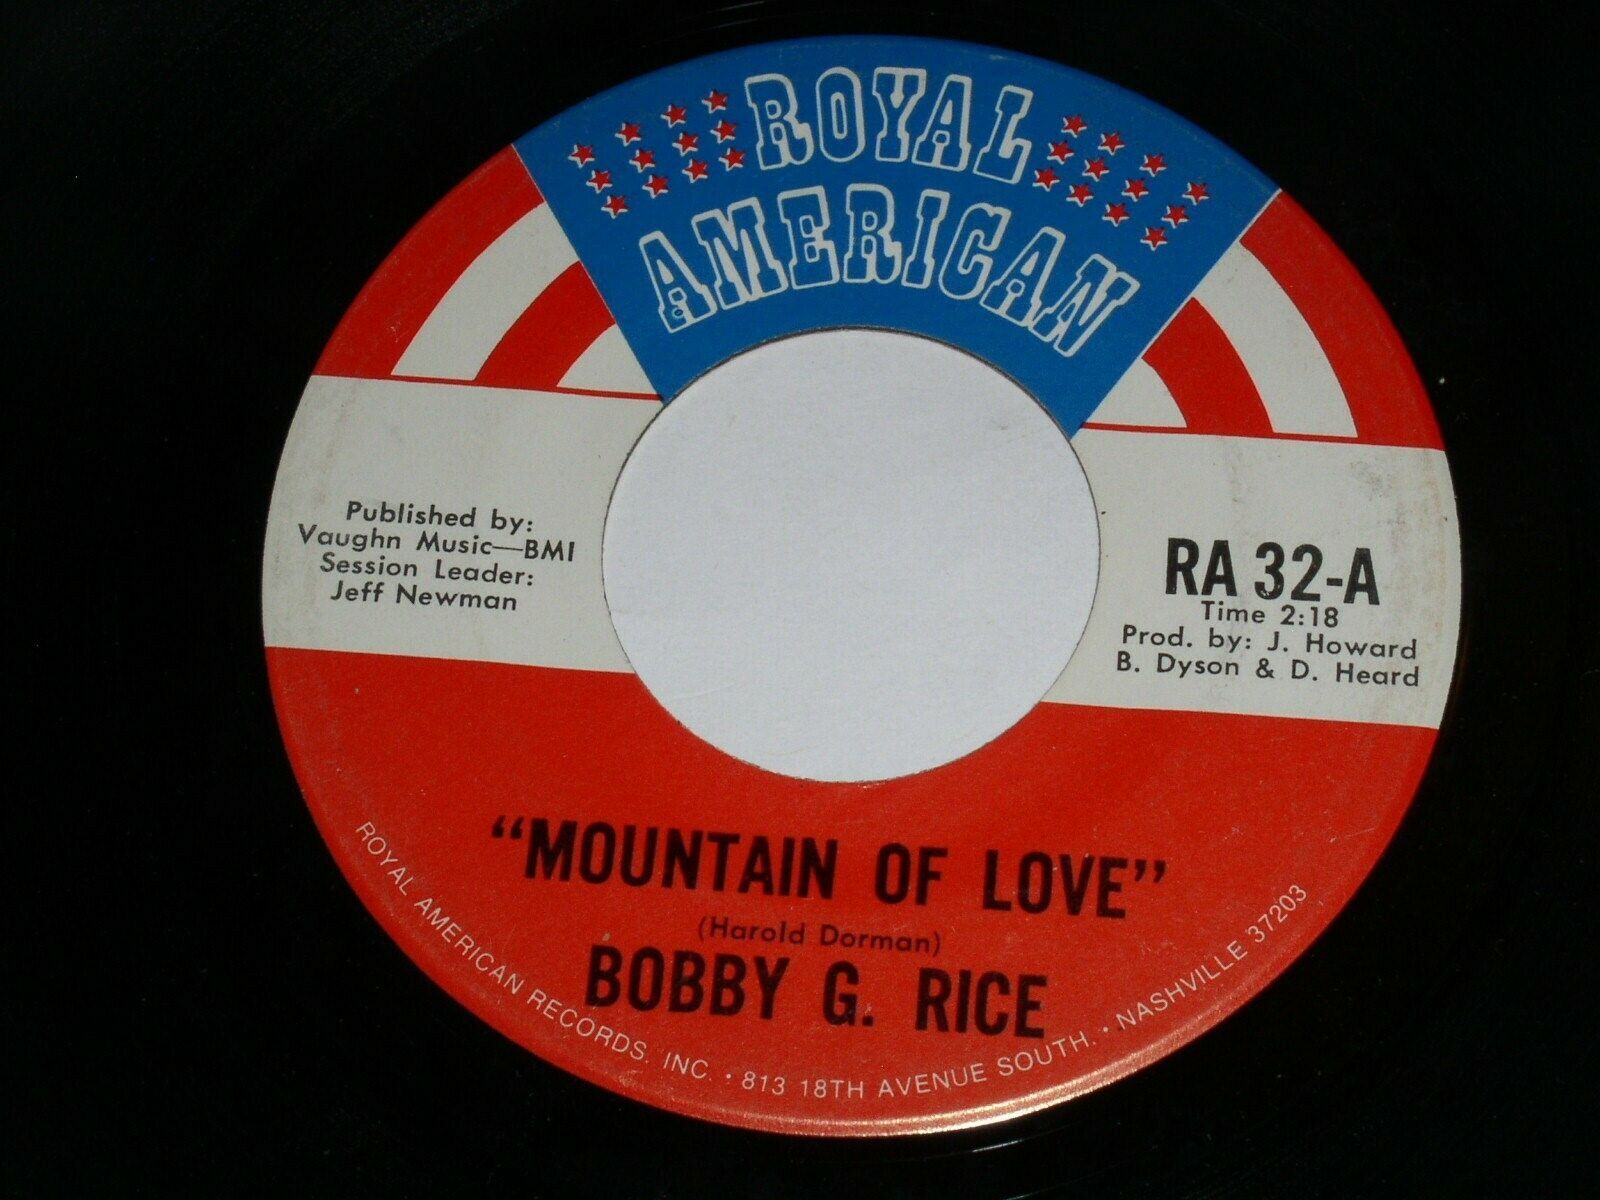 ROYAL
AMERICAN
Published by:
Vaughn Music—BMI
Session Leader:
Jeff Newman
RA 32-A
Time 2:18
Prod. by: J. Howard
B. Dyson & D. Heard
"MOUNTAIN OF LOVE"
(Harold Dorman)
BOBBY G. RICE
ROYAL AMERICAN RECORDS, INC. • 813 18TH AVENUE SOUTH. • NASHVILLE 37203